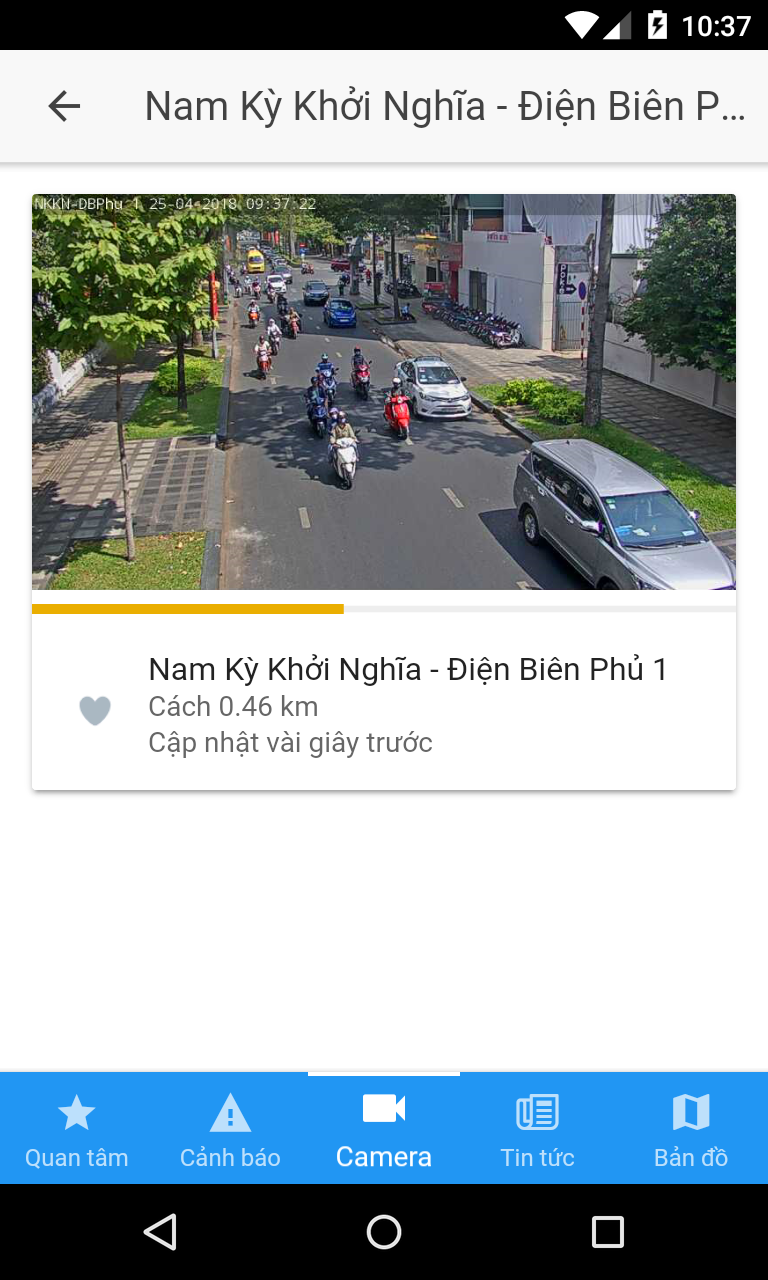 10:37
Nam Kỳ Khởi Nghĩa - Điện Biên P...
NKKN-DBPhu 1 25-04-2018 09:37:22
Nam Kỳ Khởi Nghĩa - Điện Biên Phủ 1
Cách 0.46 km
Cập nhật vài giây trước
Quan tâm
Cảnh báo
Camera
Tin tức
Bản đồ